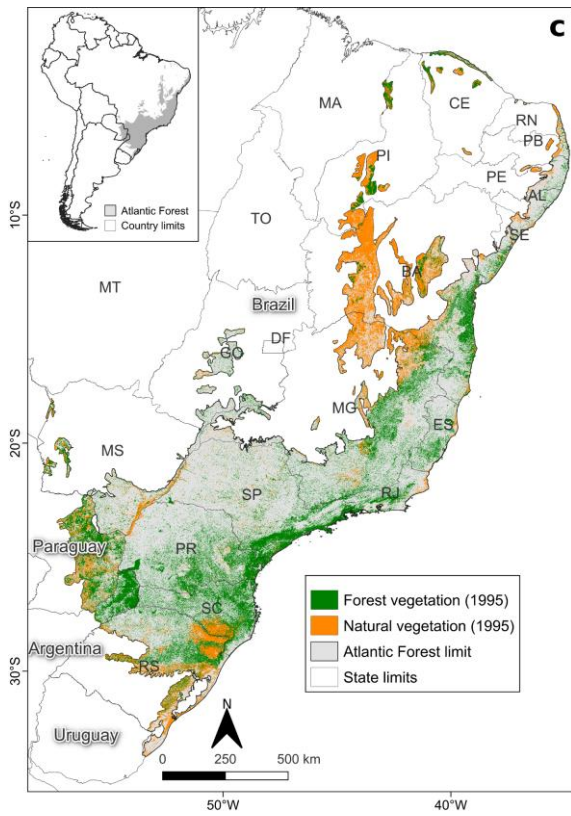 c
Atlantic Forest
Country limits
MA
CE
RN
PB
PI
PE
AL
SE
10°S
TO
BA
MT
Brazil
DF
GO
MG
ES
20°S
MS
SP
RJ
Paraguay
PR
SC
Argentina
RS
30°S
Uruguay
Forest vegetation (1995)
Natural vegetation (1995)
Atlantic Forest limit
State limits
N
0 250 500 km
50°W 40°W